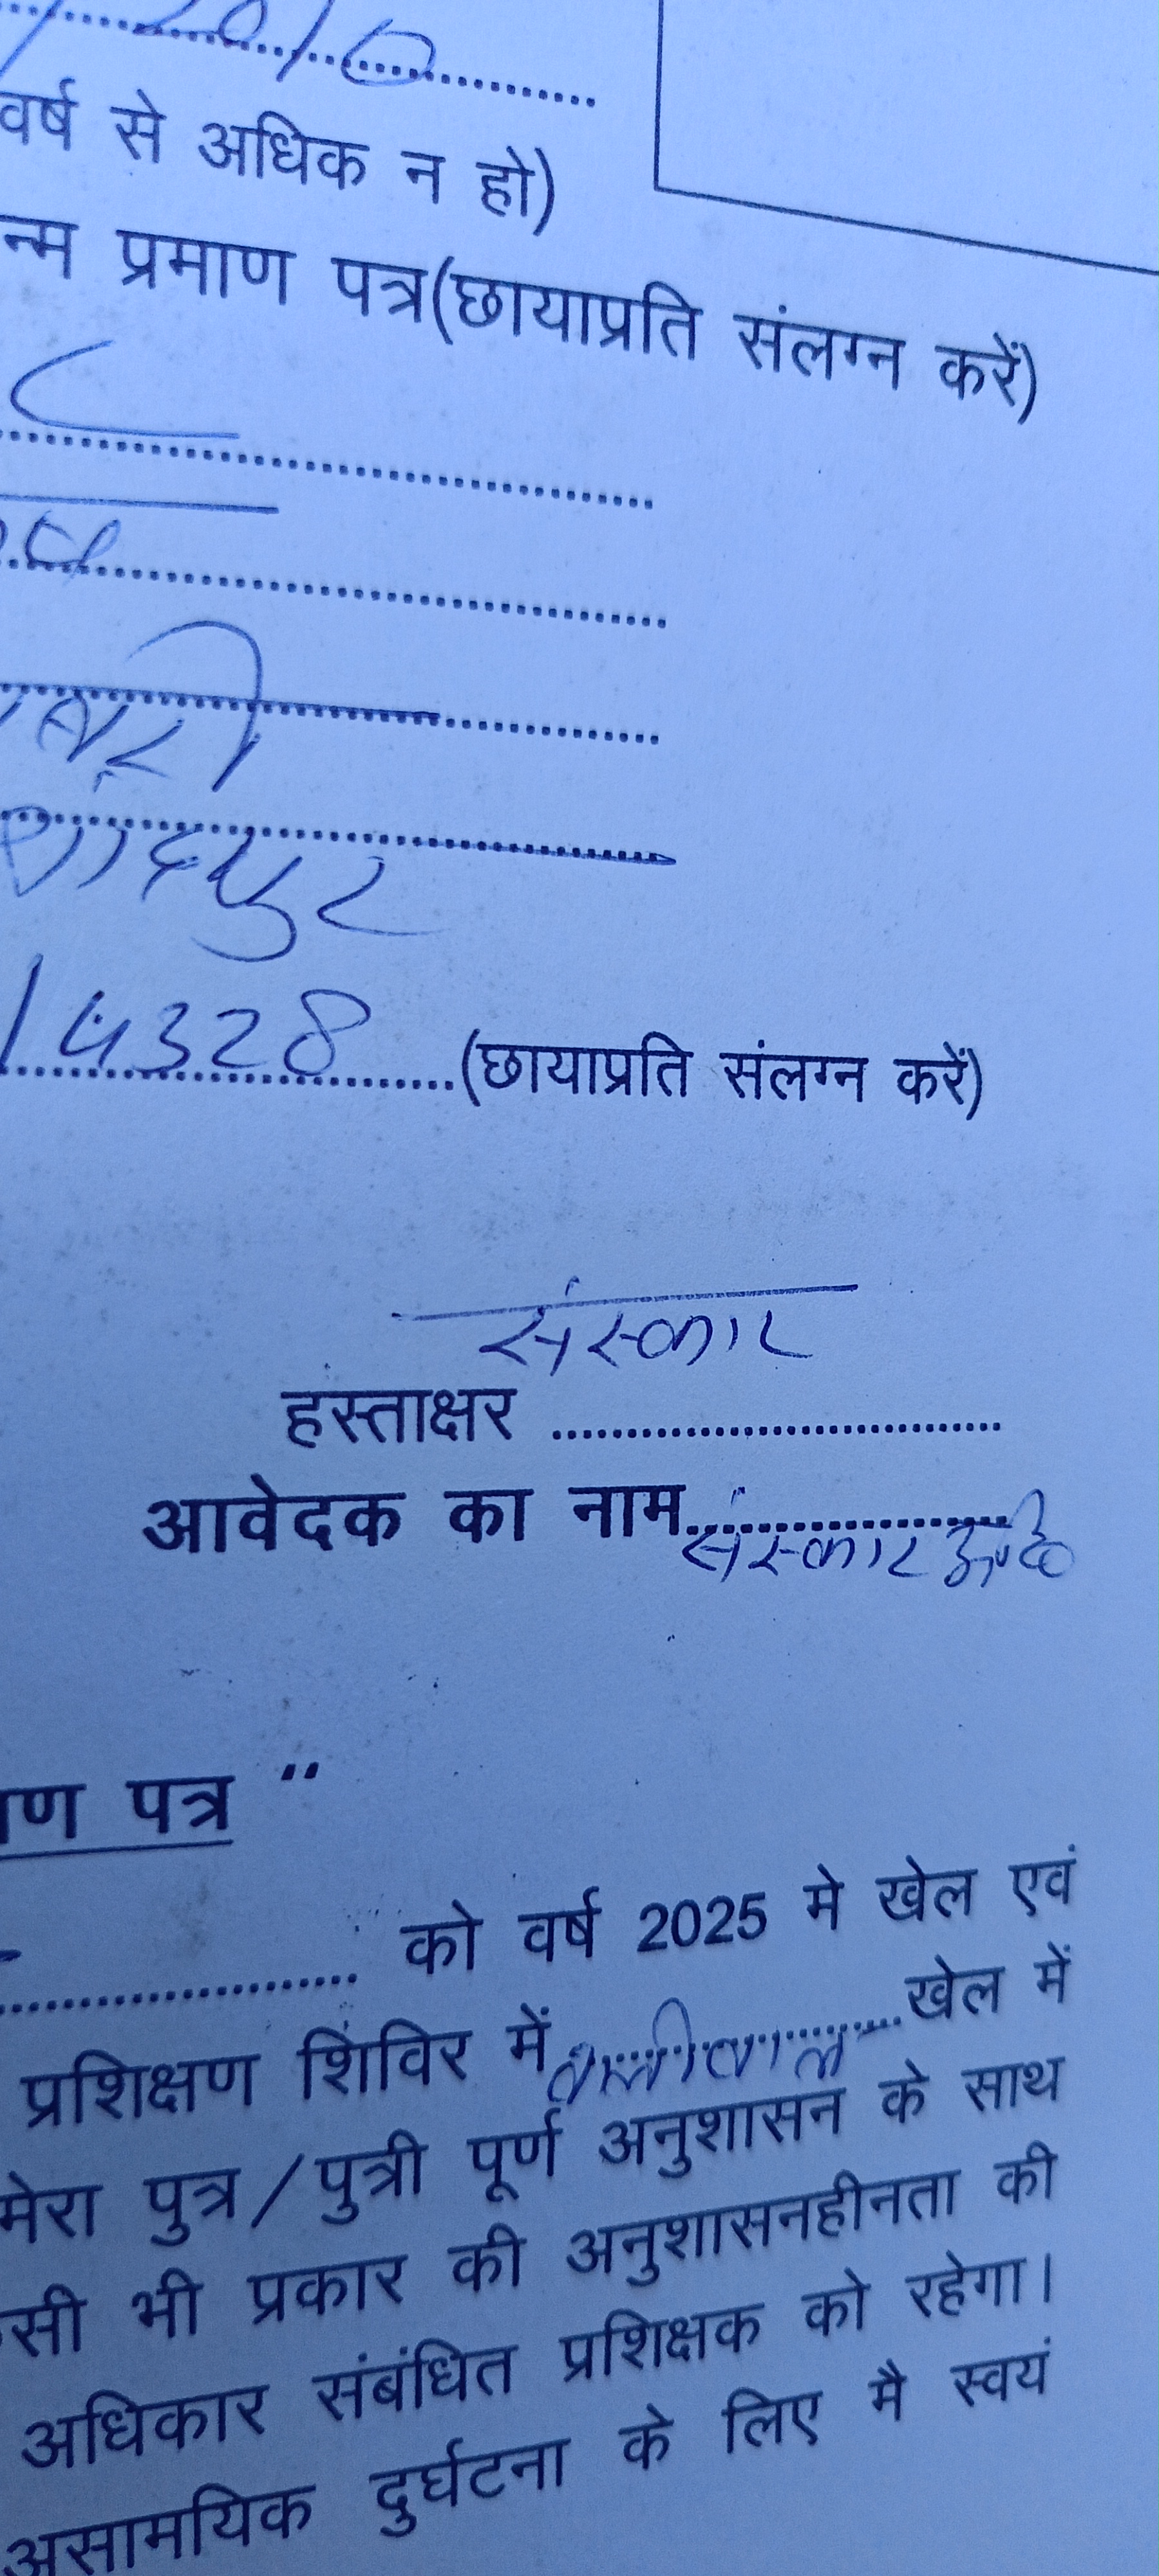 2010
वर्ष से अधिक न हो)
न्म प्रमाण पत्र(छायाप्रति संलग्न करें)
14328 (छायाप्रति संलग्न करें)
संस्कार
हस्ताक्षर ....................
आवेदक का नाम.................... संस्कार
ण पत्र "
.................... को वर्ष 2025 मे खेल एवं
प्रशिक्षण शिविर में वालीवाल खेल में
मेरा पुत्र/पुत्री पूर्ण अनुशासन के साथ
सी भी प्रकार की अनुशासनहीनता की
अधिकार संबंधित प्रशिक्षक को रहेगा।
असामयिक दुर्घटना के लिए मै स्वयं